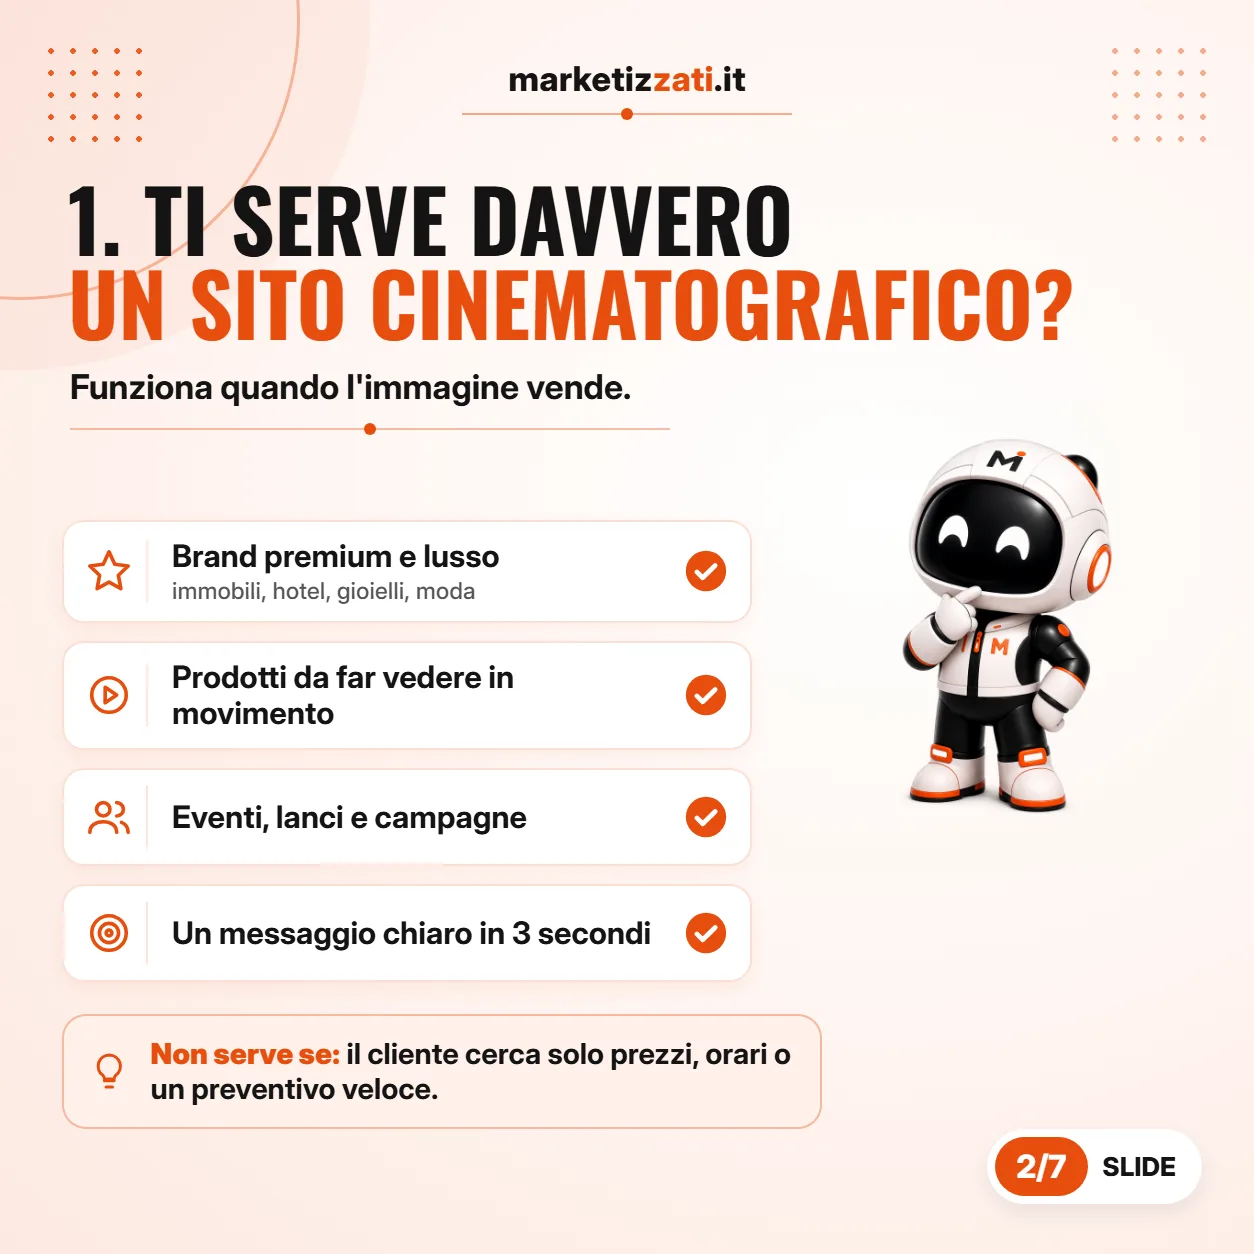 marketizzati.it
1. TI SERVE DAVVERO
UN SITO CINEMATOGRAFICO?
Funziona quando l'immagine vende.
Brand premium e lusso
immobili, hotel, gioielli, moda
Prodotti da far vedere in
movimento
Eventi, lanci e campagne
Un messaggio chiaro in 3 secondi
Non serve se: il cliente cerca solo prezzi, orari o
un preventivo veloce.
M
M
2/7 SLIDE